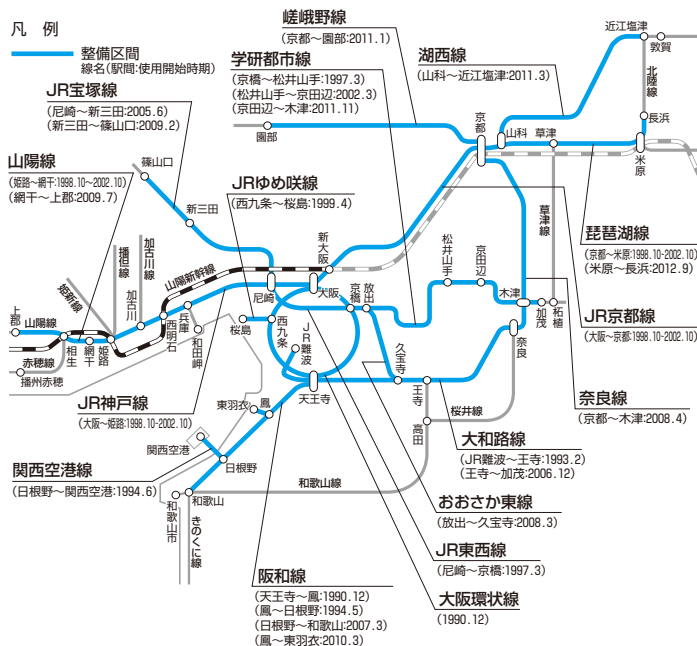 凡 例
整備区間
線名（駅間：使用開始時期）
嵯峨野線
（京都～園部：2011.1）
学研都市線
（京橋～松井山手：1997.3）
（松井山手～京田辺：2002.3）
（京田辺～木津：2011.11）
湖西線
（山科～近江塩津：2011.3）
近江塩津
敦賀
北陸線
長浜
米原
JR宝塚線
（尼崎～新三田：2005.6）
（新三田～篠山口：2009.2）
園部
京都
山科
草津
草津線
山陽線
（姫路～網干：1998.10～2002.10）
（網干～上郡：2009.7）
篠山口
新三田
JRゆめ咲線
（西九条～桜島：1999.4）
琵琶湖線
（京都～米原：1998.10-2002.10）
（米原～長浜：2012.9）
播但線
加古川線
姫新線
山陽新幹線
新大阪
松井山手
京田辺
木津
加茂
柘植
尼崎
大阪
京橋
放出
上郡
山陽線
相生
網干
姫路
加古川
西明石
兵庫
和田岬
赤穂線
播州赤穂
桜島
西九条
JR難波
久宝寺
王寺
奈良
JR京都線
（大阪～京都：1998.10-2002.10）
JR神戸線
（大阪～姫路：1998.10-2002.10）
東羽衣
鳳
天王寺
高田
桜井線
奈良線
（京都～木津：2008.4）
関西空港
日根野
大和路線
（JR難波～王寺：1993.2）
（王寺～加茂：2006.12）
関西空港線
（日根野～関西空港：1994.6）
和歌山線
和歌山
和歌山市
きのくに線
おおさか東線
（放出～久宝寺：2008.3）
JR東西線
（尼崎～京橋：1997.3）
阪和線
（天王寺～鳳：1990.12）
（鳳～日根野：1994.5）
（日根野～和歌山：2007.3）
（鳳～東羽衣：2010.3）
大阪環状線
（1990.12）